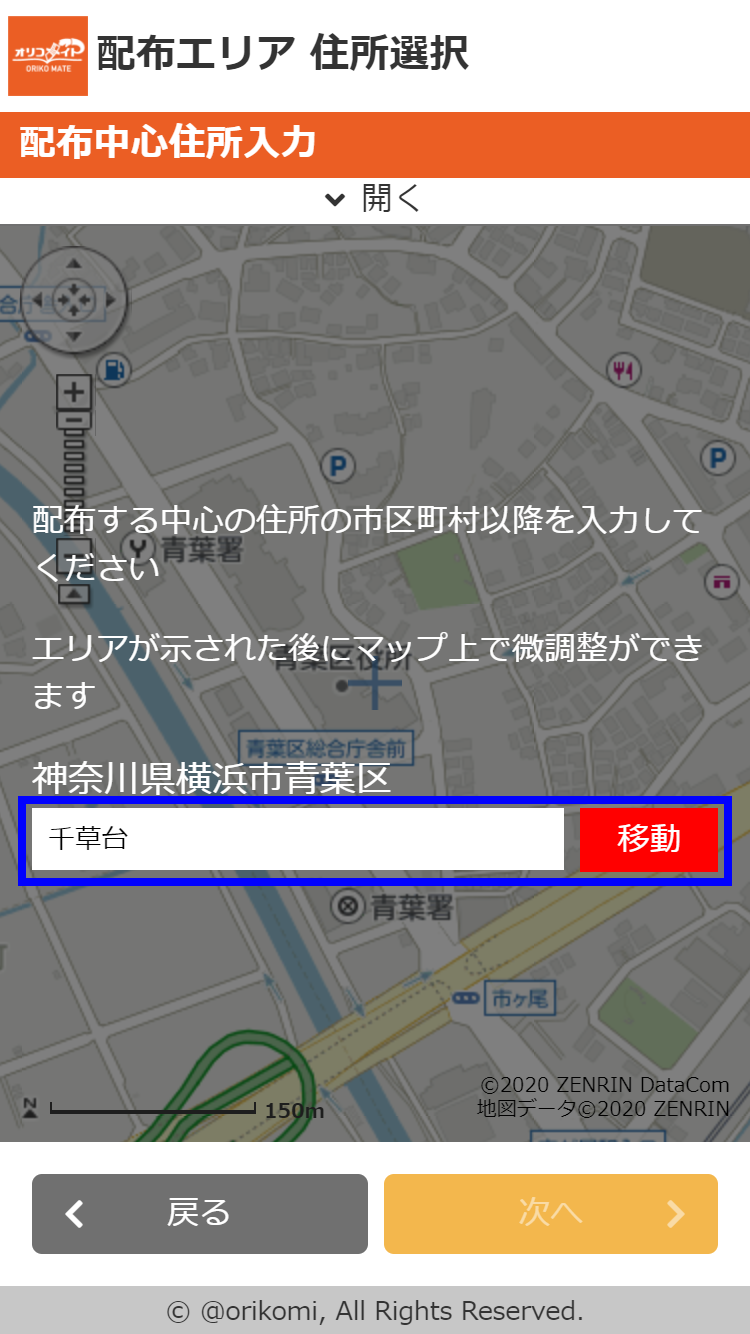 オリコメイト
ORIKO MATE
配布エリア 住所選択
配布中心住所入力
開く
P
P
配布する中心の住所の市区町村以降を入力して
青葉署
ください
エリアが示された後にマップ上で微調整ができ
青葉区役所
ます
青葉区総合庁舎前
神奈川県横浜市青葉区
千草台
移動
青葉署
市ヶ尾
©2020 ZENRIN DataCom
地図データ©2020 ZENRIN
N
150m
戻る
次へ
© @orikomi, All Rights Reserved.